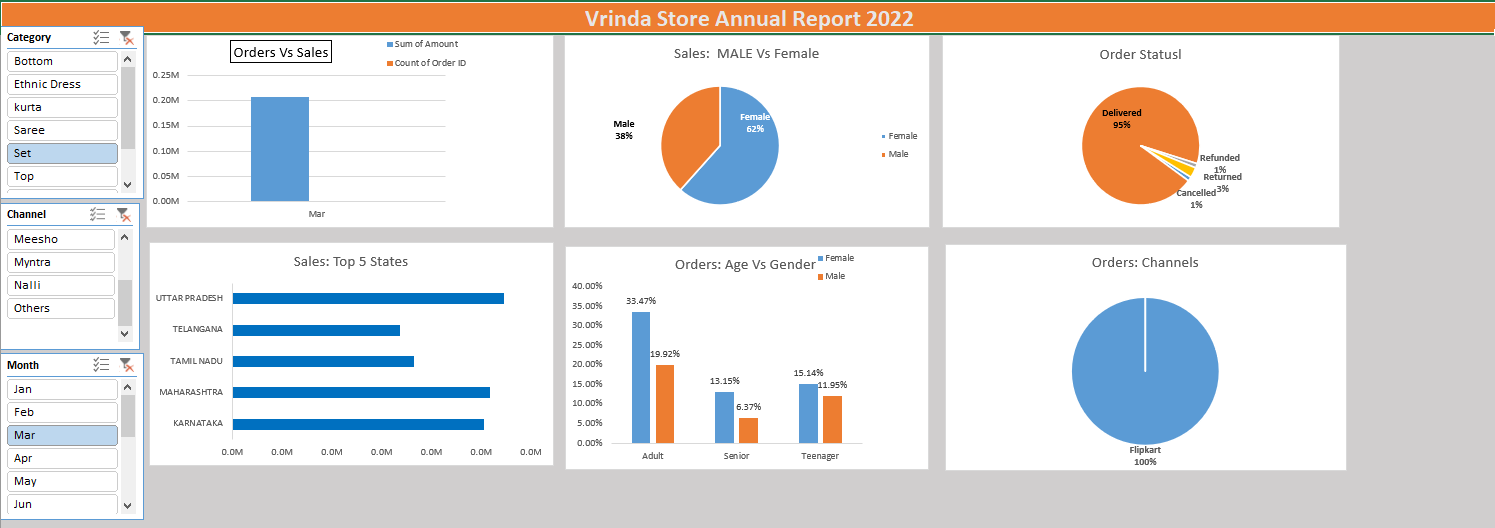 Vrinda Store Annual Report 2022
Category
Bottom
Ethnic Dress
kurta
Saree
Set
Top
Channel
Meesho
Myntra
Nalli
Others
Month
Jan
Feb
Mar
Apr
May
Jun
Orders Vs Sales
Sum of Amount
Count of Order ID
0.25M
0.20M
0.15M
0.10M
0.05M
0.00M
Mar
Sales:  MALE Vs Female
Male
38%
Female
62%
Female
Male
Order Statusl
Delivered
95%
Refunded
1%
Returned
3%
Cancelled
1%
Sales: Top 5 States
UTTAR PRADESH
TELANGANA
TAMIL NADU
MAHARASHTRA
KARNATAKA
0.0M 0.0M 0.0M 0.0M 0.0M 0.0M 0.0M
Orders: Age Vs Gender
Female
Male
40.00%
35.00%
30.00%
25.00%
20.00%
15.00%
10.00%
5.00%
0.00%
33.47%
19.92%
13.15%
6.37%
15.14%
11.95%
Adult Senior Teenager
Orders: Channels
Flipkart
100%